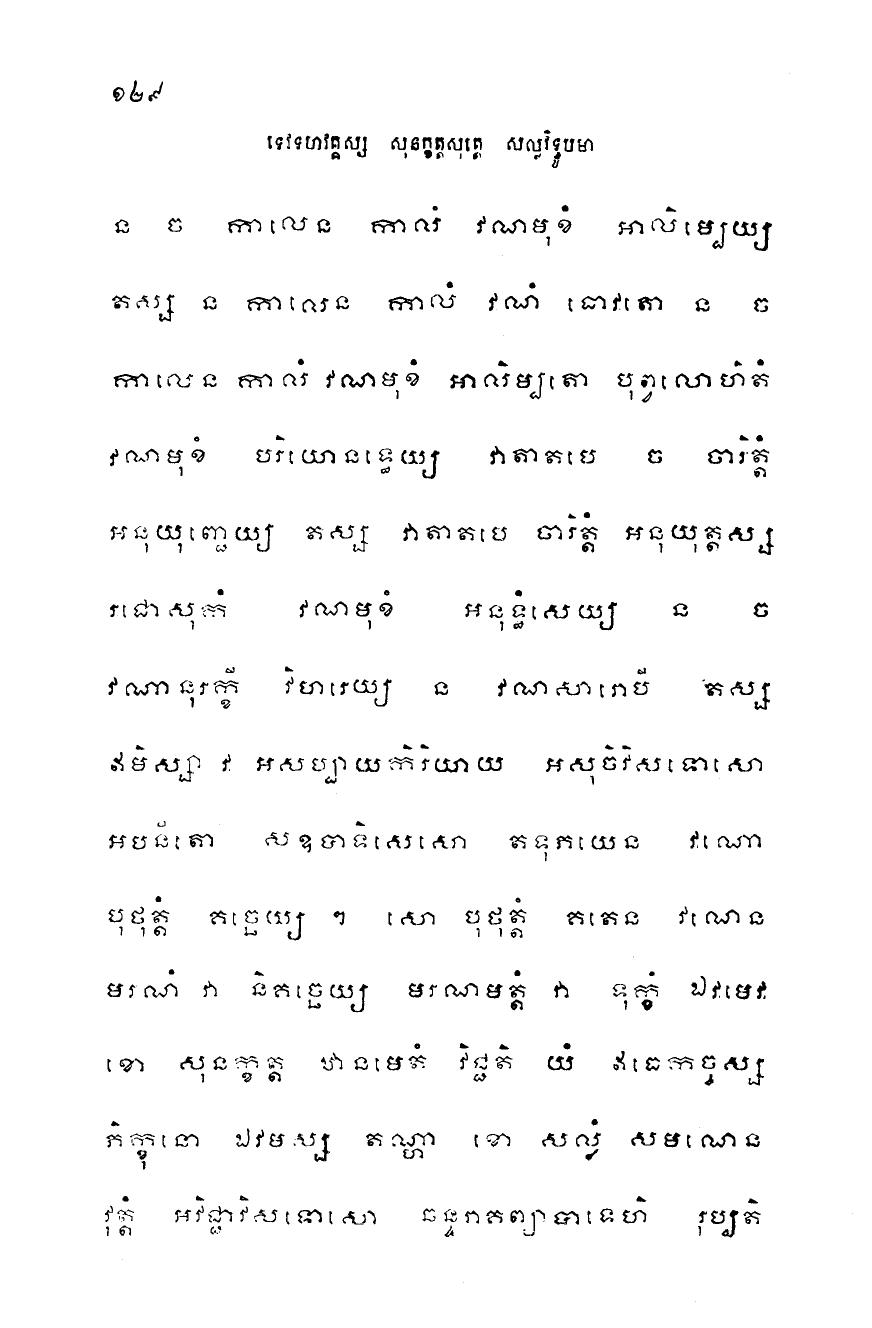 ១២៩
ទេវទហវគ្គស្ស សុនក្ខត្តសុត្តេ សល្លវិទ្ធូបមា
ន ច កាលេន កាលំ វណមុខំ អាលិម្បេយ្យ
តស្ស ន កាលេន កាលំ វណំ ធោវតោ ន ច
កាលេន កាលំ វណមុខំ អាលិម្បតោ បុព្វលោហិតំ
វណមុខំ បរិយោនទ្ធេយ្យ វាតាតបេ ច ចារិត្តំ
អនុយុញ្ជេយ្យ តស្ស វាតាតបេ ចារិត្តំ អនុយុត្តស្ស
រជោសុកំ វណមុខំ អនុទ្ធំសេយ្យ ន ច
វណានុរក្ខី វិហរេយ្យ ន វណសារោបី តស្ស
ឥមិស្សា វ អសប្បាយកិរិយាយ អសុចិវិសទោសោ
អបនីតោ សឧបាទិសេសោ តទុភយេន វណោ
បុថុត្តំ គច្ឆេយ្យ ។ សោ បុថុត្តំ គតេន វណេន
មរណំ វា និគច្ឆេយ្យ មរណមត្តំ វា ទុក្ខំ ឯវមេវ
ខោ សុនក្ខត្ត ឋានមេតំ វិជ្ជតិ យំ ឥធេកច្ចស្ស
ភិក្ខុនោ ឯវមស្ស តណ្ហា ខោ សល្លំ សមណេន
វុត្តំ អវិជ្ជាវិសទោសោ ឆន្ទរាគព្យាបាទេហិ រុប្បតិ